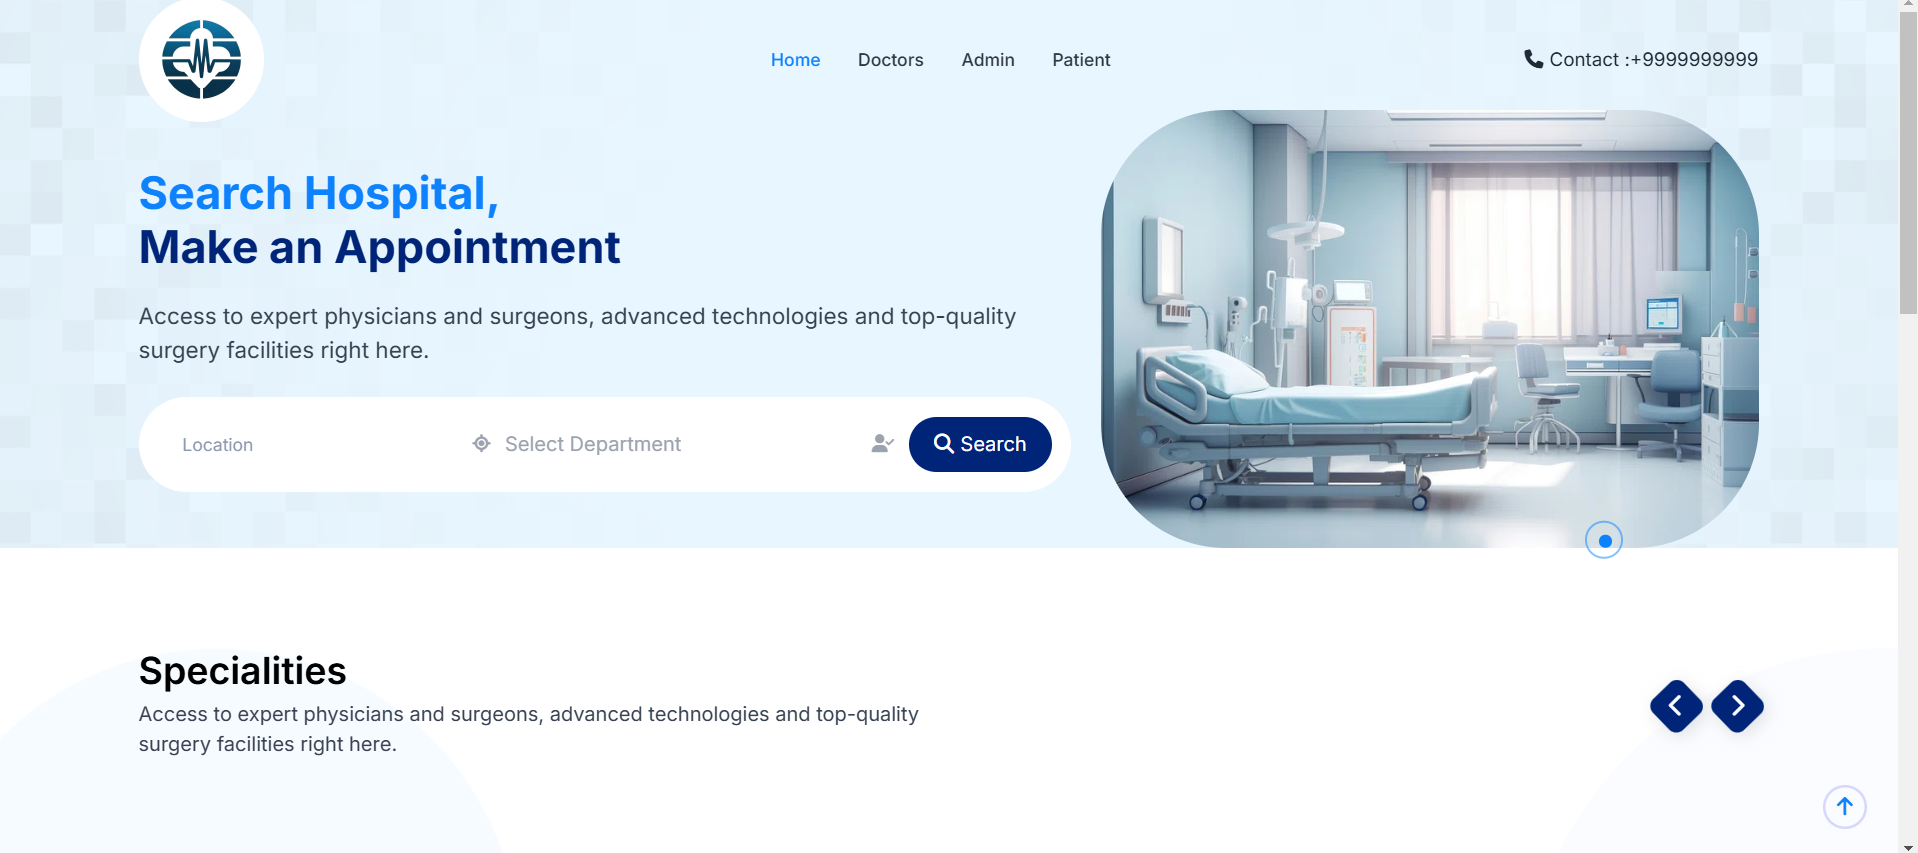 Home Doctors Admin Patient
Contact :+9999999999
Search Hospital,
Make an Appointment
Access to expert physicians and surgeons, advanced technologies and top-quality
surgery facilities right here.
Location Select Department Search
Specialities
Access to expert physicians and surgeons, advanced technologies and top-quality
surgery facilities right here.